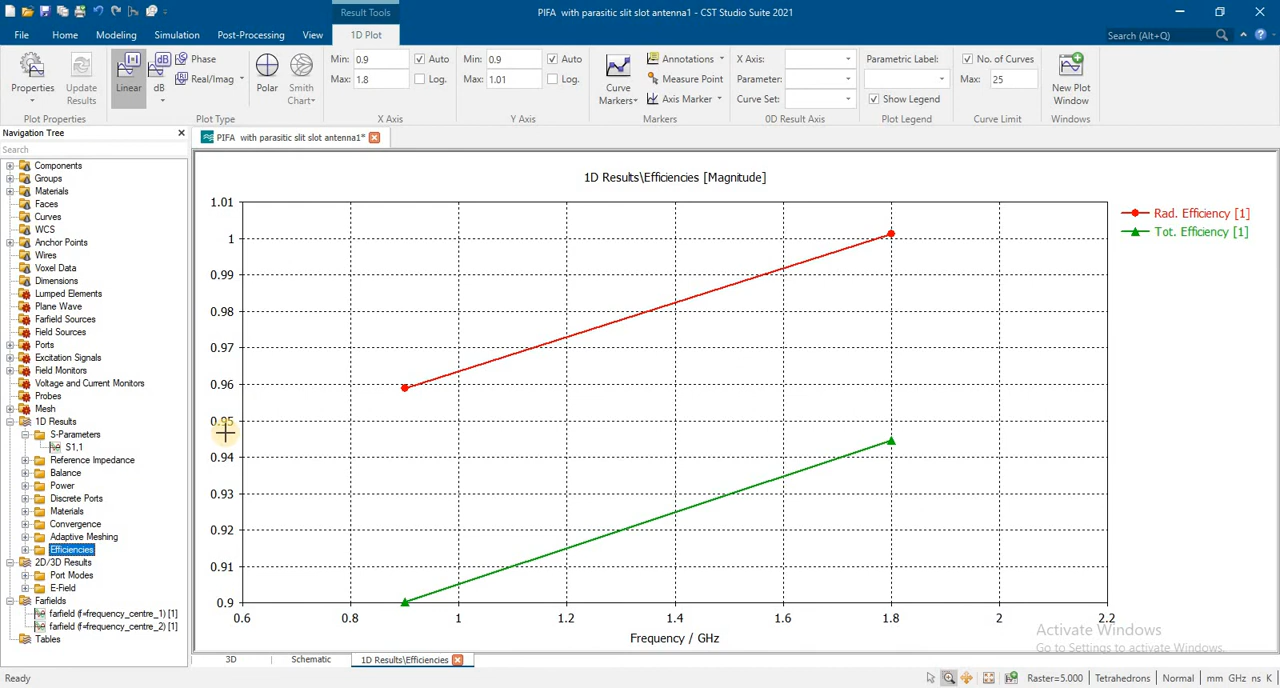 Result Tools
PIFA with parasitic slit slot antenna1 - CST Studio Suite 2021
File Home Modeling Simulation Post-Processing View 1D Plot Search (Alt+Q)
Properties
Update Results
Linear
dB
Phase
Real/Imag
Polar
Smith Chart
Min: 0.9 Auto
Max: 1.8 Log.
Min: 0.9 Auto
Max: 1.01 Log.
Curve Markers
Annotations
Measure Point
Axis Marker
X Axis:
Parameter:
Curve Set:
Parametric Label:
Show Legend
No. of Curves
Max: 25
New Plot Window
Plot Properties Plot Type X Axis Y Axis Markers 0D Result Axis Plot Legend Curve Limit Windows
Navigation Tree
Search
Components
Groups
Materials
Faces
Curves
WCS
Anchor Points
Wires
Voxel Data
Dimensions
Lumped Elements
Plane Wave
Farfield Sources
Field Sources
Ports
Excitation Signals
Field Monitors
Voltage and Current Monitors
Probes
Mesh
1D Results
S-Parameters
S1,1
Reference Impedance
Balance
Power
Discrete Ports
Materials
Convergence
Adaptive Meshing
Efficiencies
2D/3D Results
Port Modes
E-Field
Farfields
farfield (f=frequency_centre_1) [1]
farfield (f=frequency_centre_2) [1]
Tables
PIFA with parasitic slit slot antenna1*
1D Results\Efficiencies [Magnitude]
1.01
1
0.99
0.98
0.97
0.96
0.95
0.94
0.93
0.92
0.91
0.9
0.6 0.8 1 1.2 1.4 1.6 1.8 2 2.2
Frequency / GHz
Rad. Efficiency [1]
Tot. Efficiency [1]
Activate Windows
Go to Settings to activate Windows.
3D Schematic 1D Results\Efficiencies
Ready
Raster=5.000 Tetrahedrons Normal mm GHz ns K